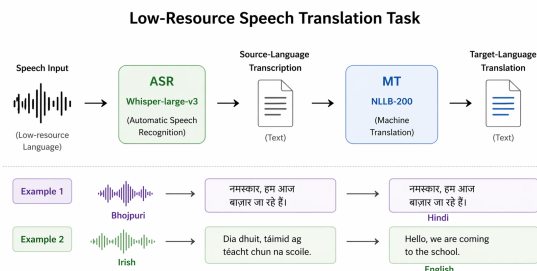 Low-Resource Speech Translation Task
Speech Input
(Low-resource
Language)
ASR
Whisper-large-v3
(Automatic Speech
Recognition)
Source-Language
Transcription
(Text)
MT
NLLB-200
(Machine
Translation)
Target-Language
Translation
(Text)
Example 1
Bhojpuri
नमस्कार, हम आज
बाज़ार जा रहे हैं।
नमस्कार, हम आज
बाज़ार जा रहे हैं।
Hindi
Example 2
Irish
Dia dhuit, táimid ag
téacht chun na scoile.
Hello, we are coming
to the school.
English